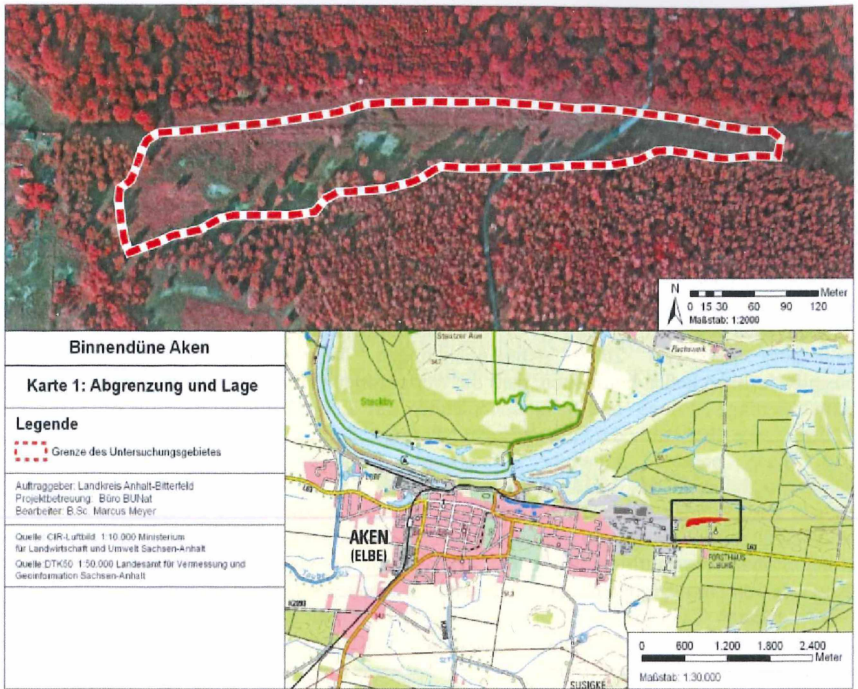 N
0 15 30 60 90 120 Meter
Maßstab: 1:2000
Binnendüne Aken
Karte 1: Abgrenzung und Lage
Legende
Grenze des Untersuchungsgebietes
Auftraggeber: Landkreis Anhalt-Bitterfeld
Projektbetreuung: Büro BUNat
Bearbeiter: B.Sc. Marcus Meyer
Quelle: CIR-Luftbild 1:10.000 Ministerium
für Landwirtschaft und Umwelt Sachsen-Anhalt
Quelle: DTK50 1:50.000 Landesamt für Vermessung und
Geoinformation Sachsen-Anhalt
Steutzer Aue
Steckby
AKEN
(ELBE)
FORSTHAUS
SUSIGKE
0 600 1.200 1.800 2.400
Meter
Maßstab: 1:30.000